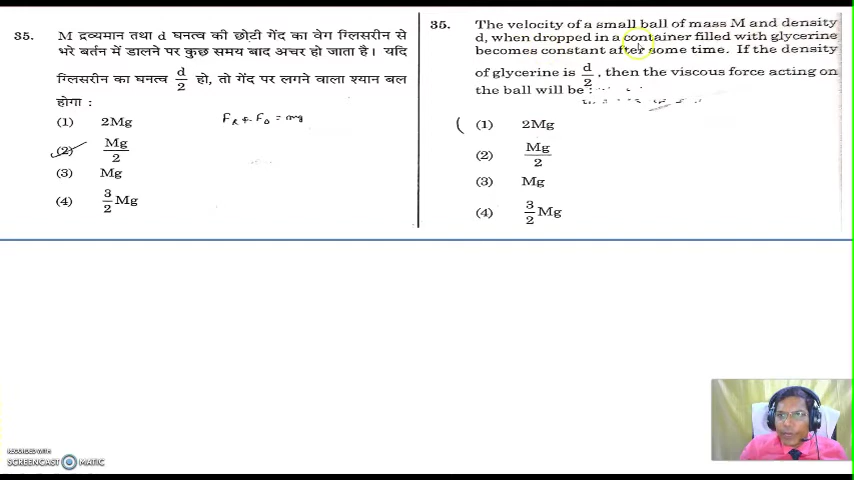 35. M द्रव्यमान तथा d घनत्व की छोटी गेंद का वेग ग्लिसरीन से
भरे बर्तन में डालने पर कुछ समय बाद अचर हो जाता है। यदि
ग्लिसरीन का घनत्व d/2 हो, तो गेंद पर लगने वाला श्यान बल
होगा :
(1) 2Mg
(2) Mg/2
(3) Mg
(4) 3/2 Mg
35. The velocity of a small ball of mass M and density
d, when dropped in a container filled with glycerine
becomes constant after some time. If the density
of glycerine is d/2, then the viscous force acting on
the ball will be :
(1) 2Mg
(2) Mg/2
(3) Mg
(4) 3/2 Mg
RECORDED WITH
SCREENCAST MATIC